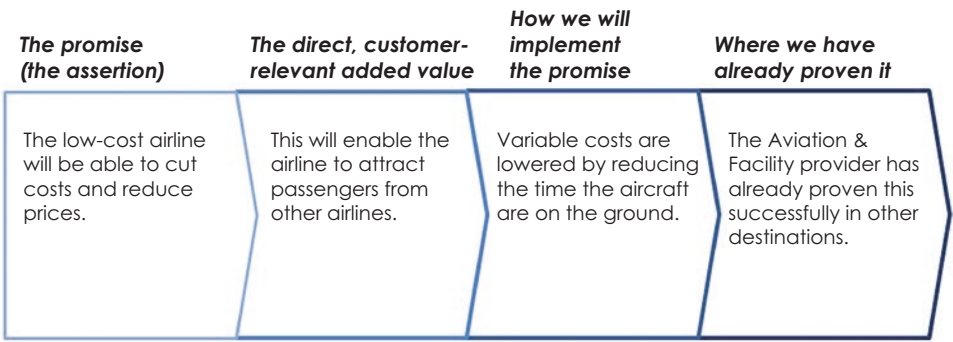 The promise
(the assertion)
The low-cost airline
will be able to cut
costs and reduce
prices.
The direct, customer-
relevant added value
This will enable the
airline to attract
passengers from
other airlines.
How we will
implement
the promise
Variable costs are
lowered by reducing
the time the aircraft
are on the ground.
Where we have
already proven it
The Aviation &
Facility provider has
already proven this
successfully in other
destinations.